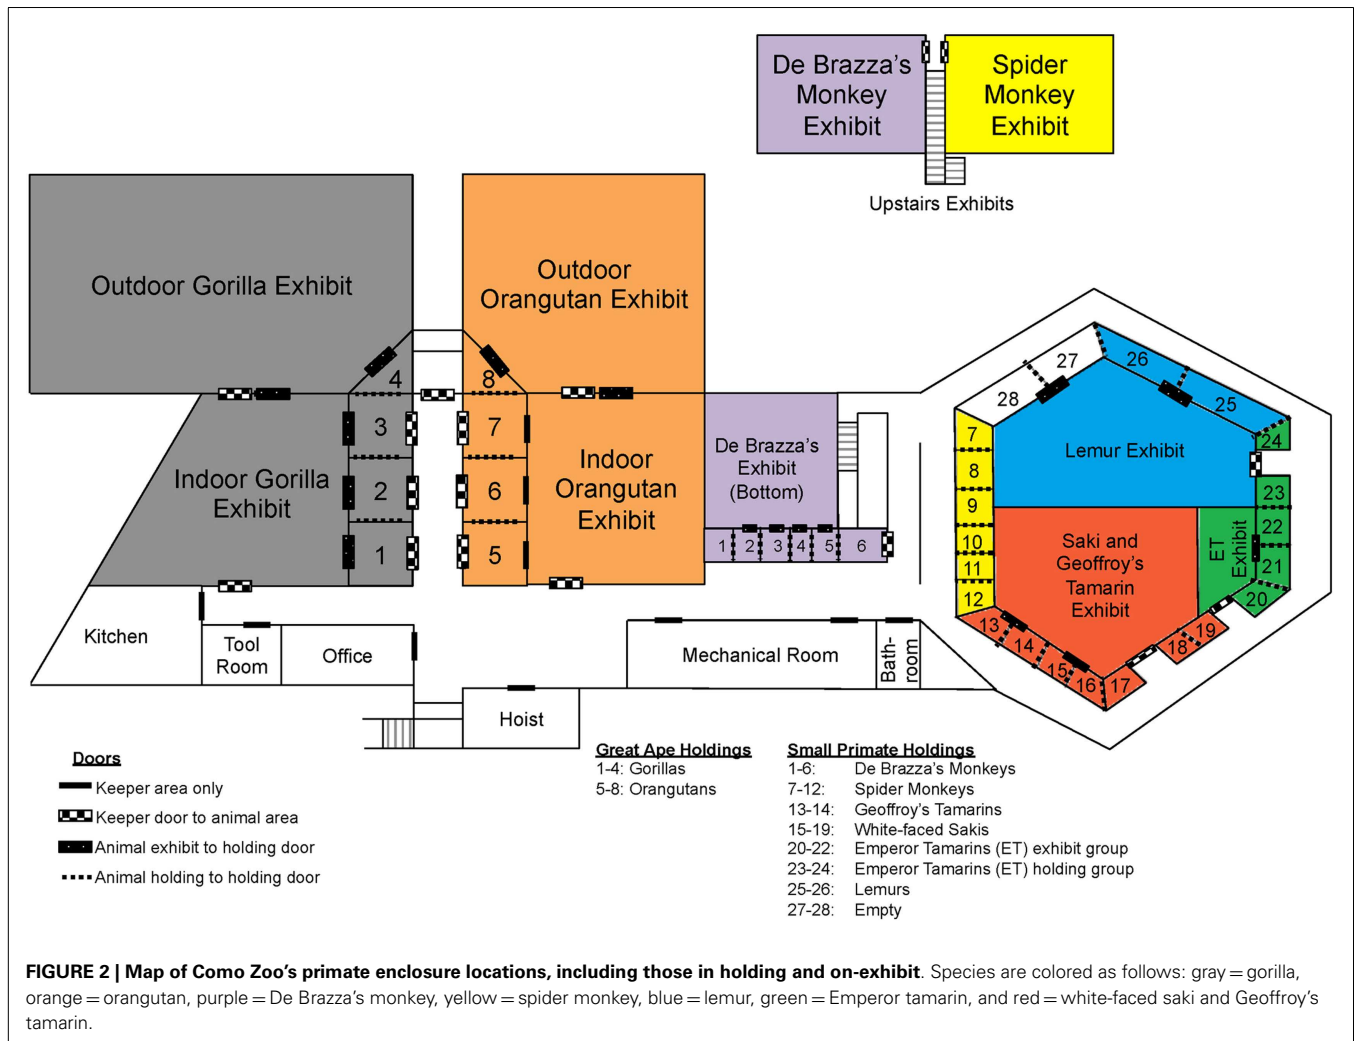 De Brazza's
Monkey
Exhibit
Spider
Monkey
Exhibit
Upstairs Exhibits
Outdoor Gorilla Exhibit
Outdoor
Orangutan Exhibit
4
8
3
7
2
6
1
5
Indoor Gorilla
Exhibit
Indoor
Orangutan
Exhibit
De Brazza's
Exhibit
(Bottom)
1 2 3 4 5 6
27
26
28
25
24
7
8
9
10
11
12
Lemur Exhibit
23
22
21
20
ET
Exhibit
Saki and
Geoffroy's
Tamarin
Exhibit
13
14
15
16
17
18
19
Kitchen
Tool
Room
Office
Mechanical Room
Bath-
room
Hoist
Doors
Keeper area only
Keeper door to animal area
Animal exhibit to holding door
Animal holding to holding door
Great Ape Holdings
1-4: Gorillas
5-8: Orangutans
Small Primate Holdings
1-6: De Brazza's Monkeys
7-12: Spider Monkeys
13-14: Geoffroy's Tamarins
15-19: White-faced Sakis
20-22: Emperor Tamarins (ET) exhibit group
23-24: Emperor Tamarins (ET) holding group
25-26: Lemurs
27-28: Empty
FIGURE 2 | Map of Como Zoo's primate enclosure locations, including those in holding and on-exhibit. Species are colored as follows: gray = gorilla,
orange = orangutan, purple = De Brazza's monkey, yellow = spider monkey, blue = lemur, green = Emperor tamarin, and red = white-faced saki and Geoffroy's
tamarin.